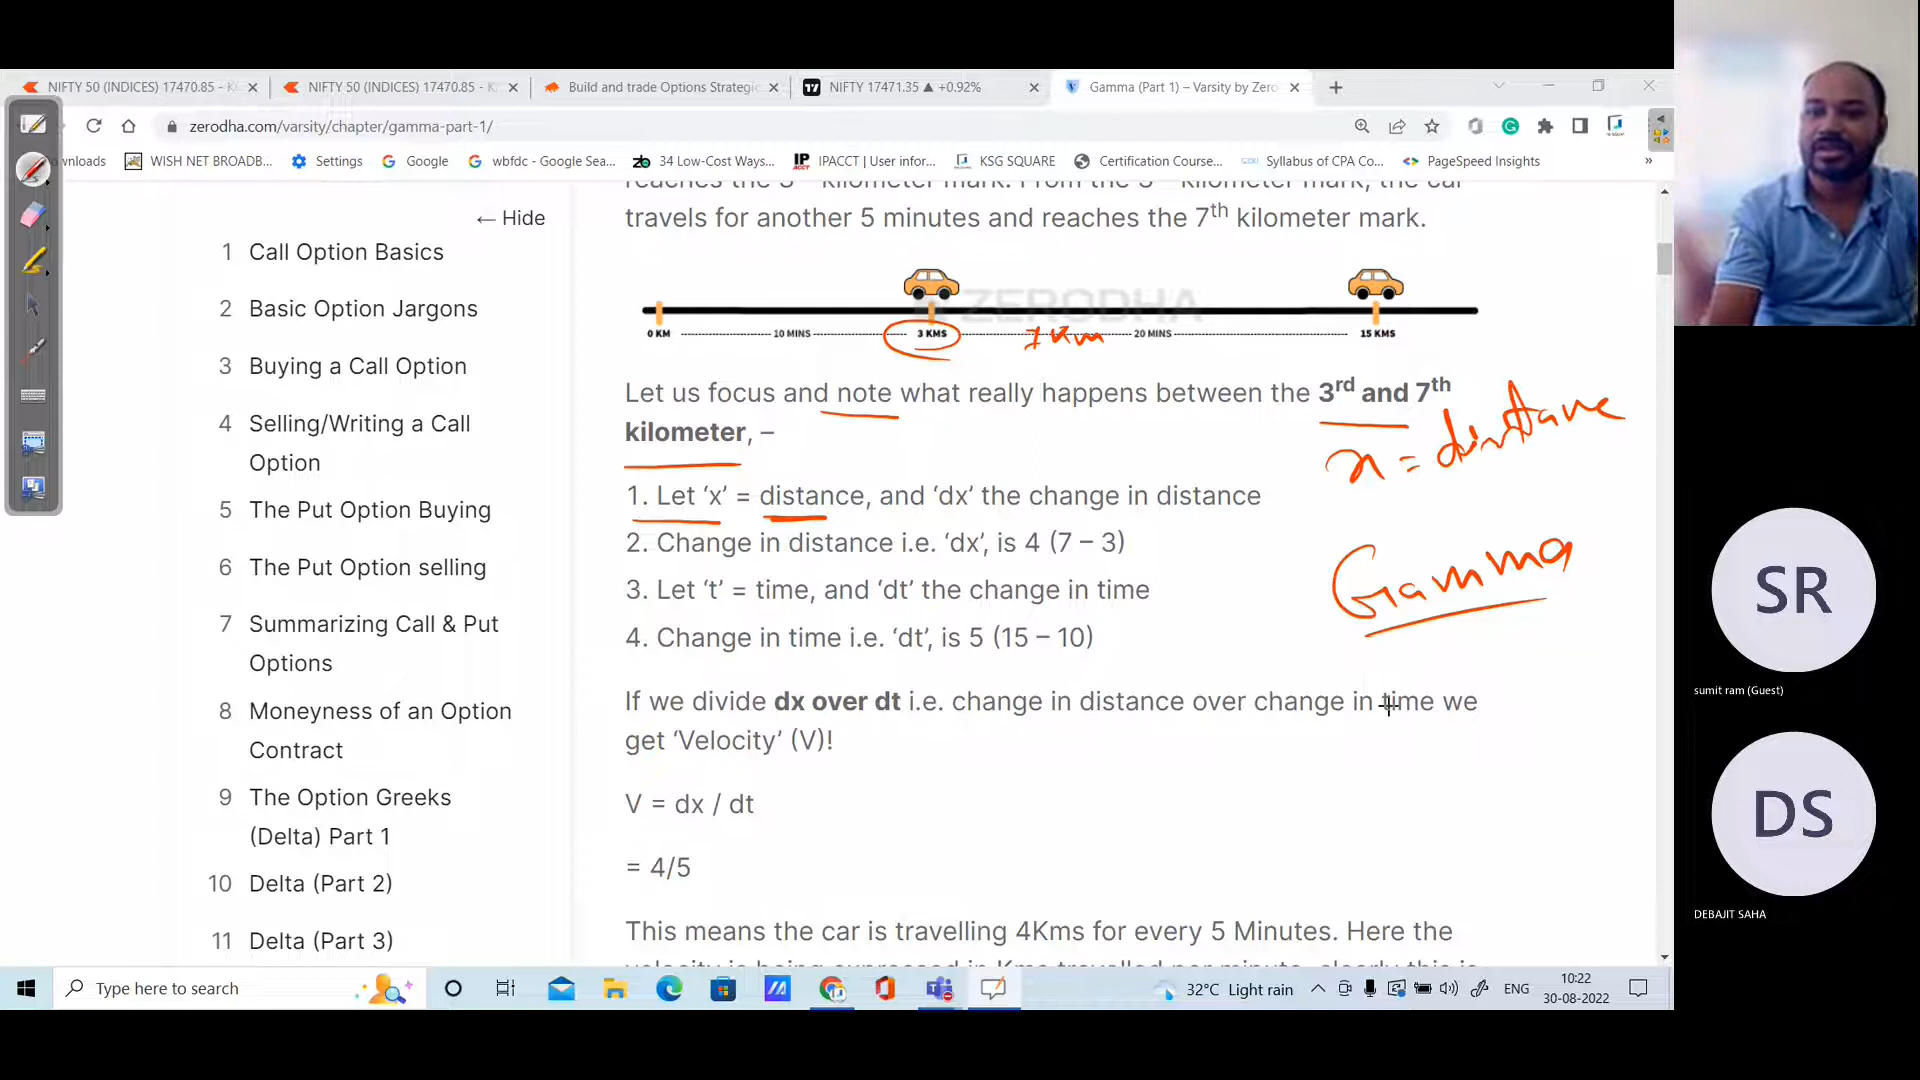 NIFTY 50 (INDICES) 17470.85 - K
NIFTY 50 (INDICES) 17470.85 - K
Build and trade Options Strategi
NIFTY 17471.35 ▲ +0.92%
Gamma (Part 1) – Varsity by Zero
zerodha.com/varsity/chapter/gamma-part-1/
wnloads
WISH NET BROADB...
Settings
Google
wbfdc - Google Sea...
34 Low-Cost Ways...
IPACCT | User infor...
KSG SQUARE
Certification Course...
Syllabus of CPA Co...
PageSpeed Insights
»
← Hide
1 Call Option Basics
2 Basic Option Jargons
3 Buying a Call Option
4 Selling/Writing a Call
Option
5 The Put Option Buying
6 The Put Option selling
7 Summarizing Call & Put
Options
8 Moneyness of an Option
Contract
9 The Option Greeks
(Delta) Part 1
10 Delta (Part 2)
11 Delta (Part 3)
travels for another 5 minutes and reaches the 7th kilometer mark.
ZERODHA
0 KM 10 MINS 3 KMS 7 Km 20 MINS 15 KMS
Let us focus and note what really happens between the 3rd and 7th
kilometer, –
x = distance
1. Let ‘x’ = distance, and ‘dx’ the change in distance
2. Change in distance i.e. ‘dx’, is 4 (7 – 3)
Gamma
3. Let ‘t’ = time, and ‘dt’ the change in time
4. Change in time i.e. ‘dt’, is 5 (15 – 10)
If we divide dx over dt i.e. change in distance over change in time we
get ‘Velocity’ (V)!
V = dx / dt
= 4/5
This means the car is travelling 4Kms for every 5 Minutes. Here the
SR
sumit ram (Guest)
DS
DEBAJIT SAHA
Type here to search
32°C Light rain
ENG
10:22
30-08-2022